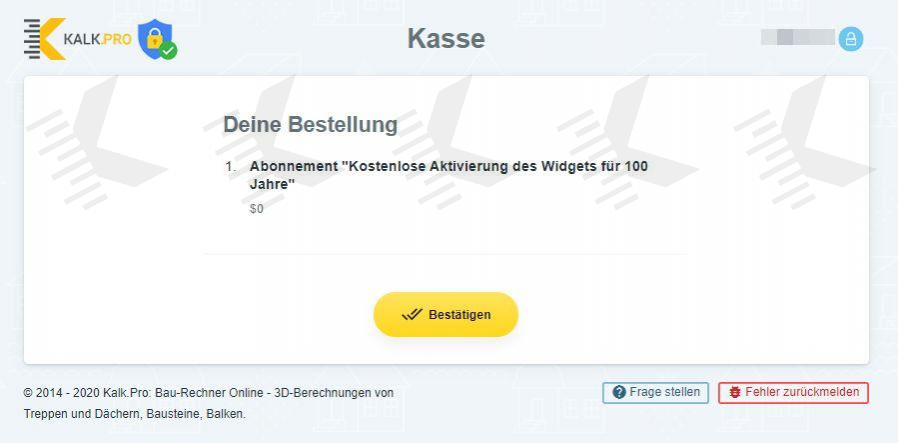 KALK.PRO
Kasse
Deine Bestellung
1. Abonnement "Kostenlose Aktivierung des Widgets für 100
Jahre"
$0
Bestätigen
© 2014 - 2020 Kalk.Pro: Bau-Rechner Online - 3D-Berechnungen von
Treppen und Dächern, Bausteine, Balken.
Frage stellen
Fehler zurückmelden